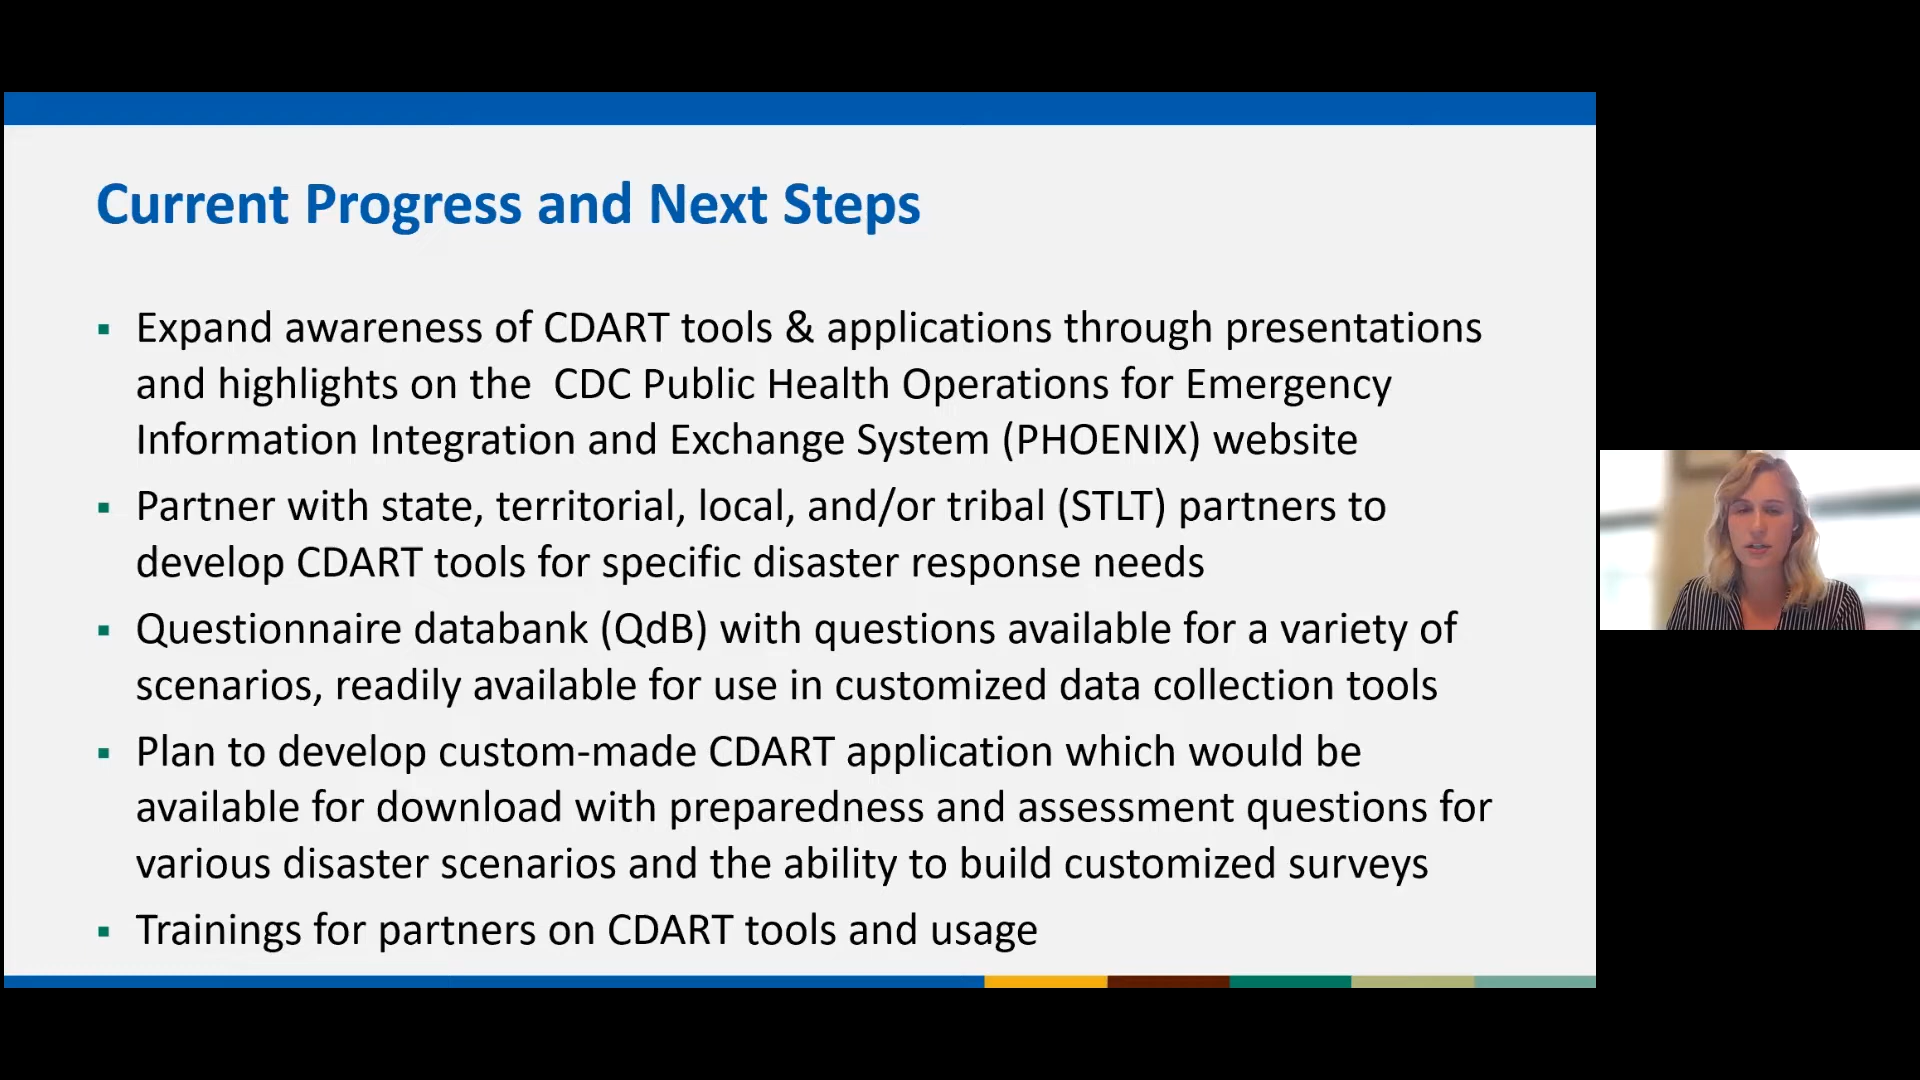 Current Progress and Next Steps
▪ Expand awareness of CDART tools & applications through presentations
and highlights on the  CDC Public Health Operations for Emergency
Information Integration and Exchange System (PHOENIX) website
▪ Partner with state, territorial, local, and/or tribal (STLT) partners to
develop CDART tools for specific disaster response needs
▪ Questionnaire databank (QdB) with questions available for a variety of
scenarios, readily available for use in customized data collection tools
▪ Plan to develop custom-made CDART application which would be
available for download with preparedness and assessment questions for
various disaster scenarios and the ability to build customized surveys
▪ Trainings for partners on CDART tools and usage